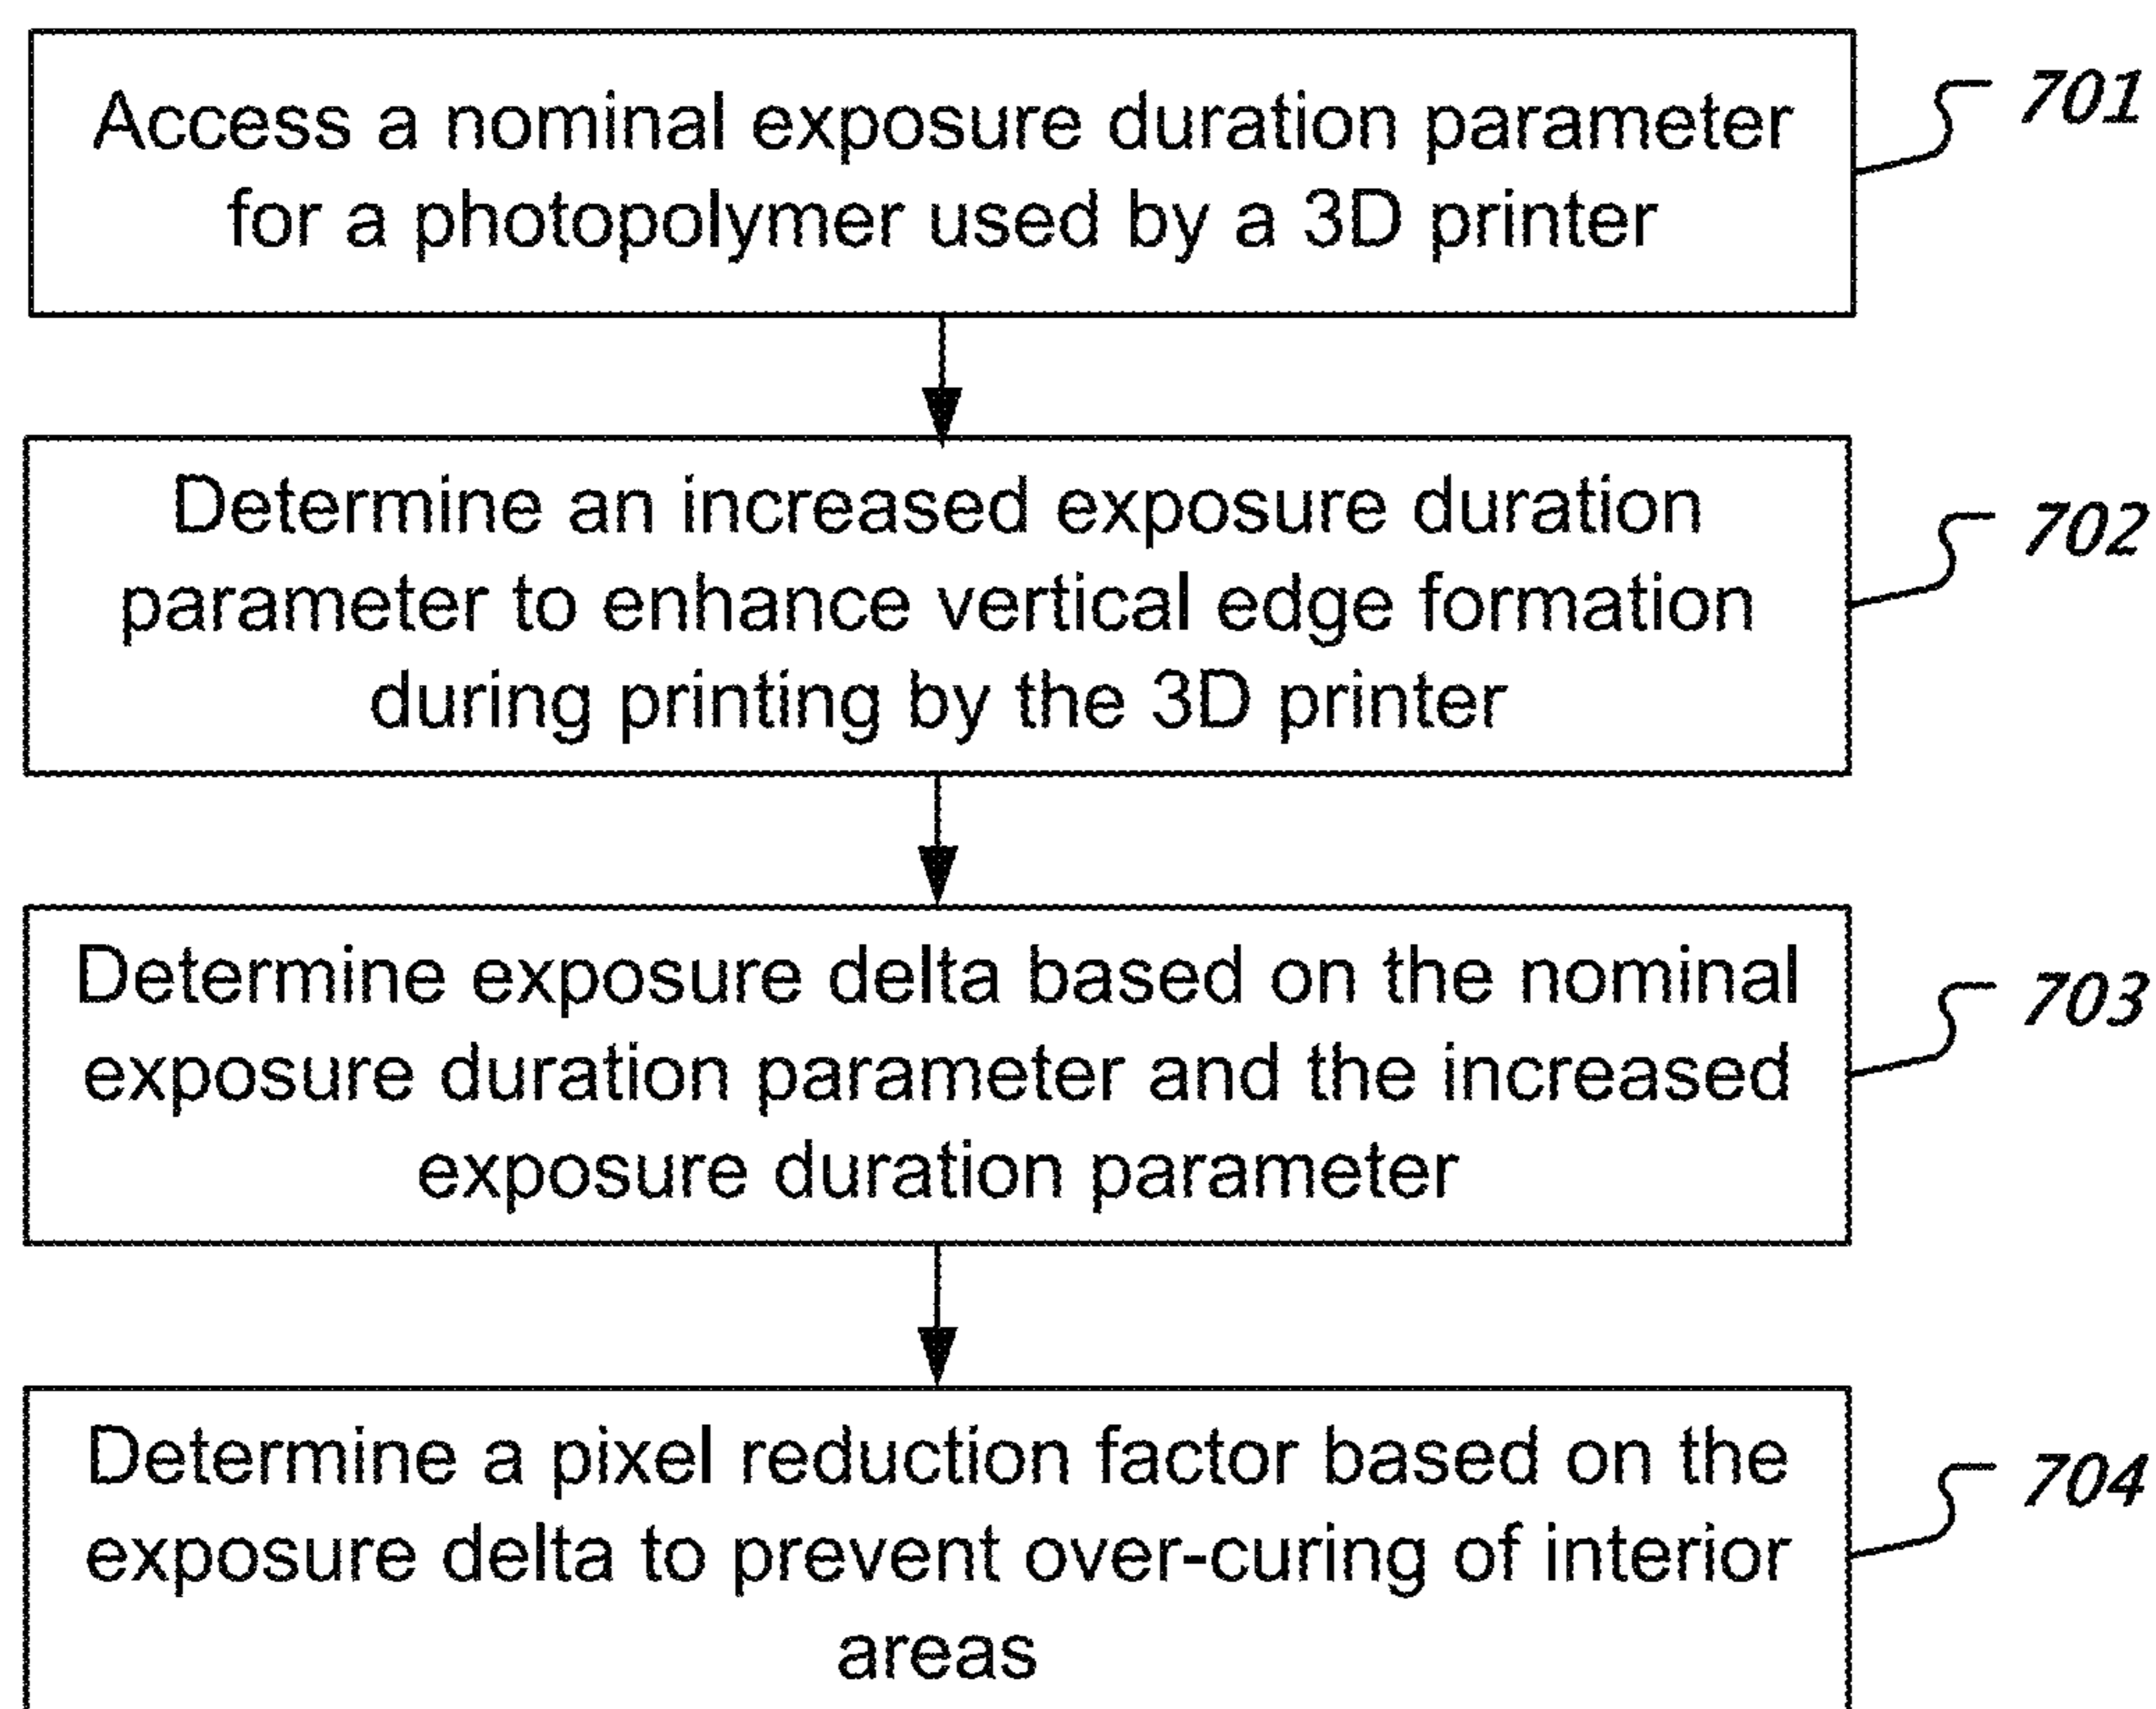 Access a nominal exposure duration parameter
for a photopolymer used by a 3D printer
701
Determine an increased exposure duration
parameter to enhance vertical edge formation
during printing by the 3D printer
702
Determine exposure delta based on the nominal
exposure duration parameter and the increased
exposure duration parameter
703
Determine a pixel reduction factor based on the
exposure delta to prevent over-curing of interior
areas
704